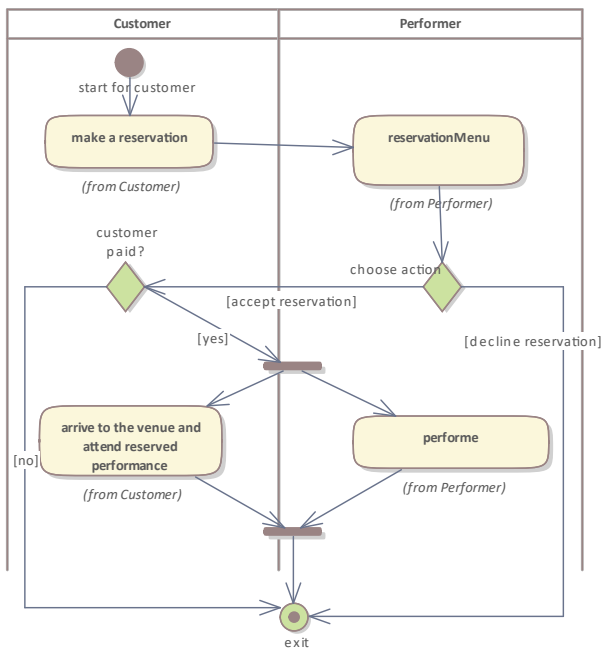 Customer
Performer
start for customer
make a reservation
reservationMenu
(from Customer)
(from Performer)
customer
paid?
choose action
[accept reservation]
[yes]
[decline reservation]
arrive to the venue and
attend reserved
performance
performe
[no]
(from Customer)
(from Performer)
exit